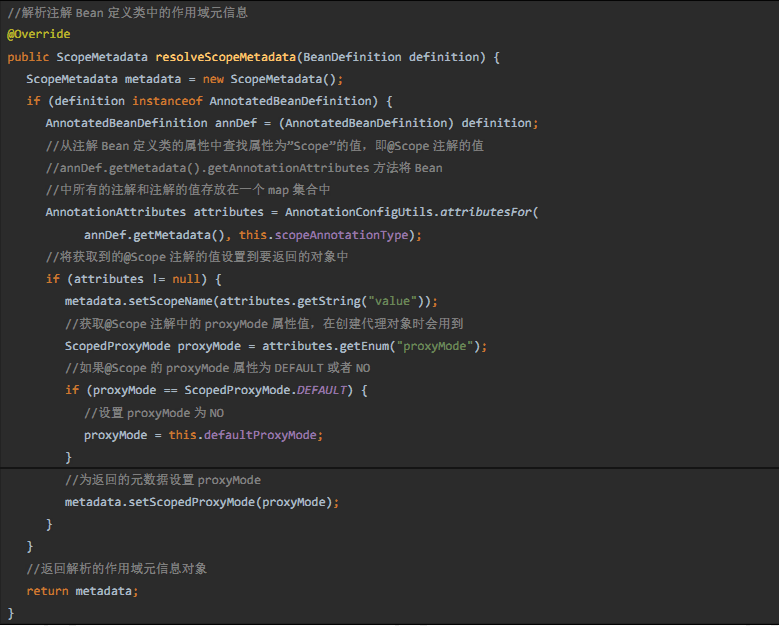 //解析注解 Bean 定义类中的作用域元信息
@Override
public ScopeMetadata resolveScopeMetadata(BeanDefinition definition) {
ScopeMetadata metadata = new ScopeMetadata();
if (definition instanceof AnnotatedBeanDefinition) {
AnnotatedBeanDefinition annDef = (AnnotatedBeanDefinition) definition;
//从注解 Bean 定义类的属性中查找属性为”Scope”的值，即@Scope 注解的值
//annDef.getMetadata().getAnnotationAttributes 方法将 Bean
//中所有的注解和注解的值存放在一个 map 集合中
AnnotationAttributes attributes = AnnotationConfigUtils.attributesFor(
annDef.getMetadata(), this.scopeAnnotationType);
//将获取到的@Scope 注解的值设置到要返回的对象中
if (attributes != null) {
metadata.setScopeName(attributes.getString("value"));
//获取@Scope 注解中的 proxyMode 属性值，在创建代理对象时会用到
ScopedProxyMode proxyMode = attributes.getEnum("proxyMode");
//如果@Scope 的 proxyMode 属性为 DEFAULT 或者 NO
if (proxyMode == ScopedProxyMode.DEFAULT) {
//设置 proxyMode 为 NO
proxyMode = this.defaultProxyMode;
}
//为返回的元数据设置 proxyMode
metadata.setScopedProxyMode(proxyMode);
}
}
//返回解析的作用域元信息对象
return metadata;
}